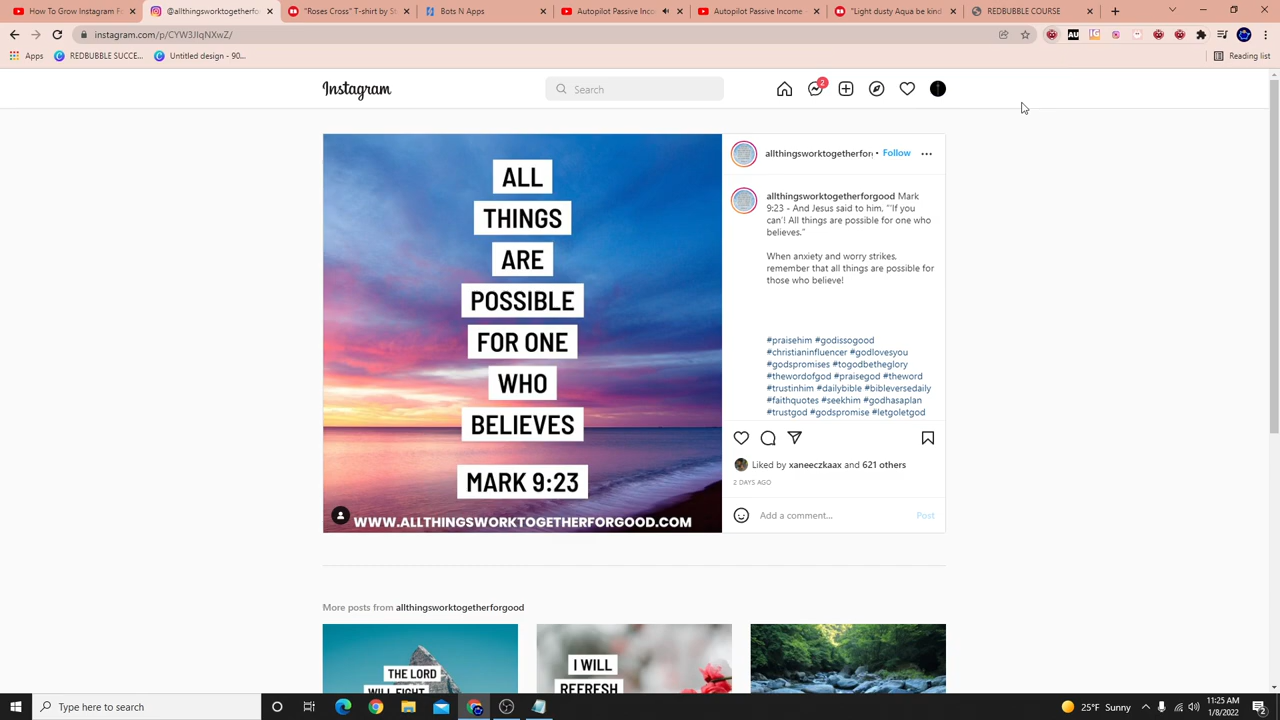 How To Grow Instagram Fo
@allthingsworktogetherfo
"Roses Cross" T-shirt by St
Bots N Apps
Autopilot Passive Incom
Autopilot Passive Income
"Light dusty Aqua be kind
REDBUBBLE COURSE
instagram.com/p/CYW3JIqNXwZ/
Apps
REDBUBBLE SUCCE...
Untitled design - 90...
Reading list
Instagram
Search
2
ALL
THINGS
ARE
POSSIBLE
FOR ONE
WHO
BELIEVES
MARK 9:23
WWW.ALLTHINGSWORKTOGETHERFORGOOD.COM
allthingsworktogetherfor • Follow
allthingsworktogetherforgood Mark
9:23 - And Jesus said to him, "'If you
can'! All things are possible for one who
believes."
When anxiety and worry strikes,
remember that all things are possible for
those who believe!
#praisehim #godissogood
#christianinfluencer #godlovesyou
#godspromises #togodbetheglory
#thewordofgod #praisegod #theword
#trustinhim #dailybible #bibleversedaily
#faithquotes #seekhim #godhasaplan
#trustgod #godspromise #letgoletgod
Liked by xaneeczkaax and 621 others
2 DAYS AGO
Add a comment...
Post
More posts from allthingsworktogetherforgood
THE LORD
WILL FIGHT
I WILL
REFRESH
Type here to search
25°F Sunny
11:25 AM
1/8/2022
2